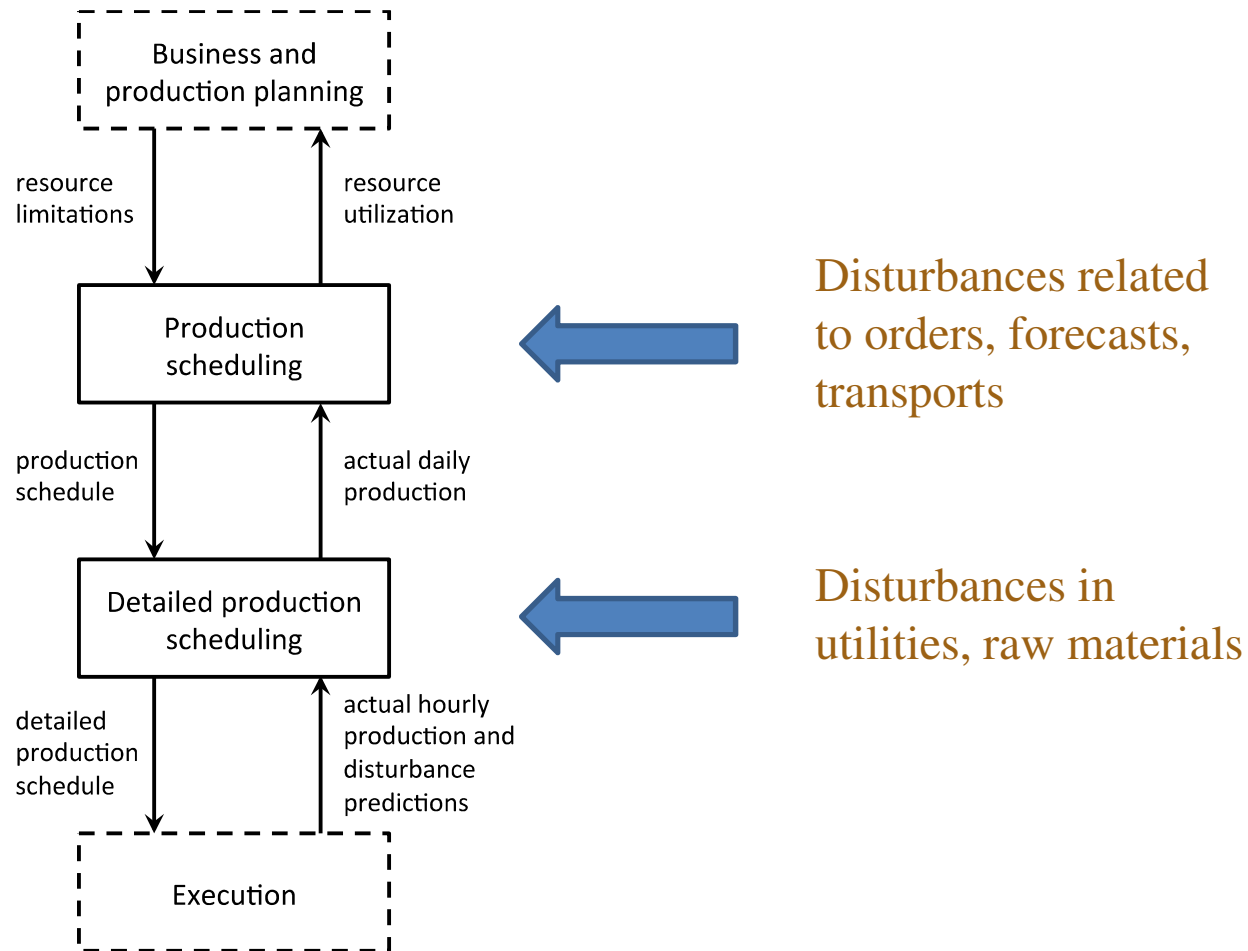 Business and
production planning
resource
limitations
resource
utilization
Production
scheduling
Disturbances related
to orders, forecasts,
transports
production
schedule
actual daily
production
Detailed production
scheduling
Disturbances in
utilities, raw materials
detailed
production
schedule
actual hourly
production and
disturbance
predictions
Execution